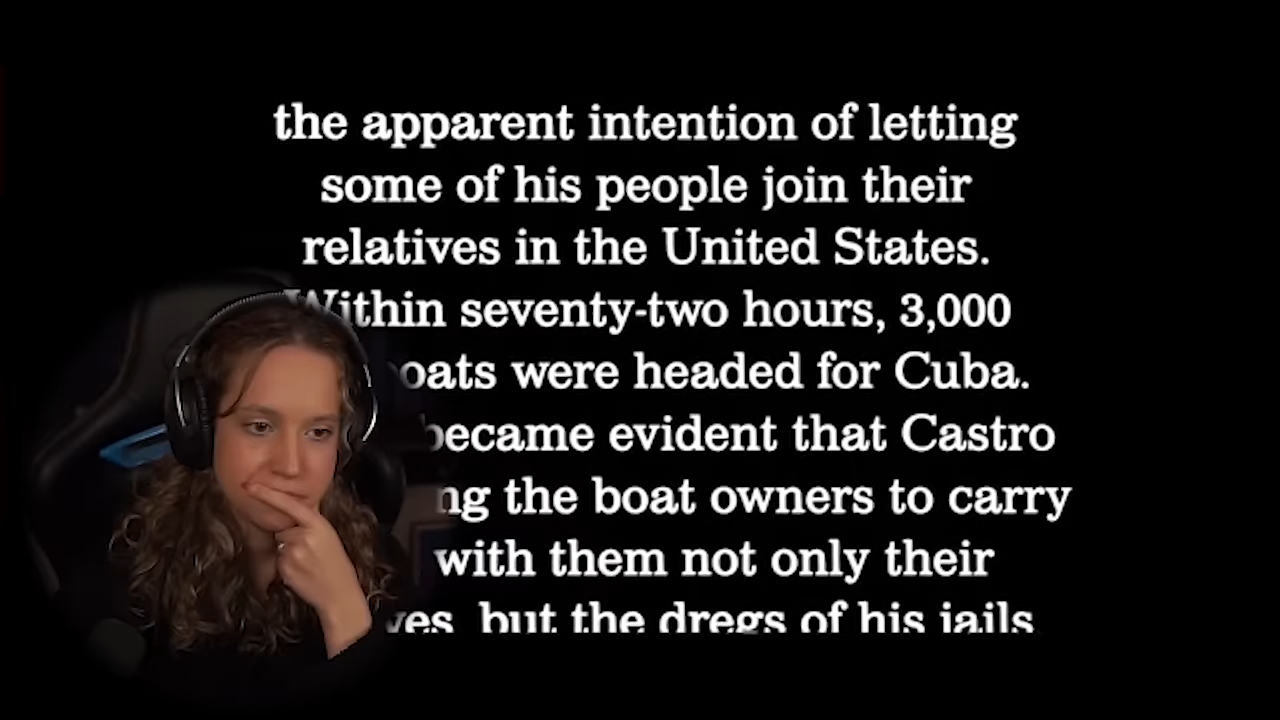 the apparent intention of letting
some of his people join their
relatives in the United States.
Within seventy-two hours, 3,000
were headed for Cuba.
became evident that Castro
the boat owners to carry
with them not only their
but the dregs of his jails